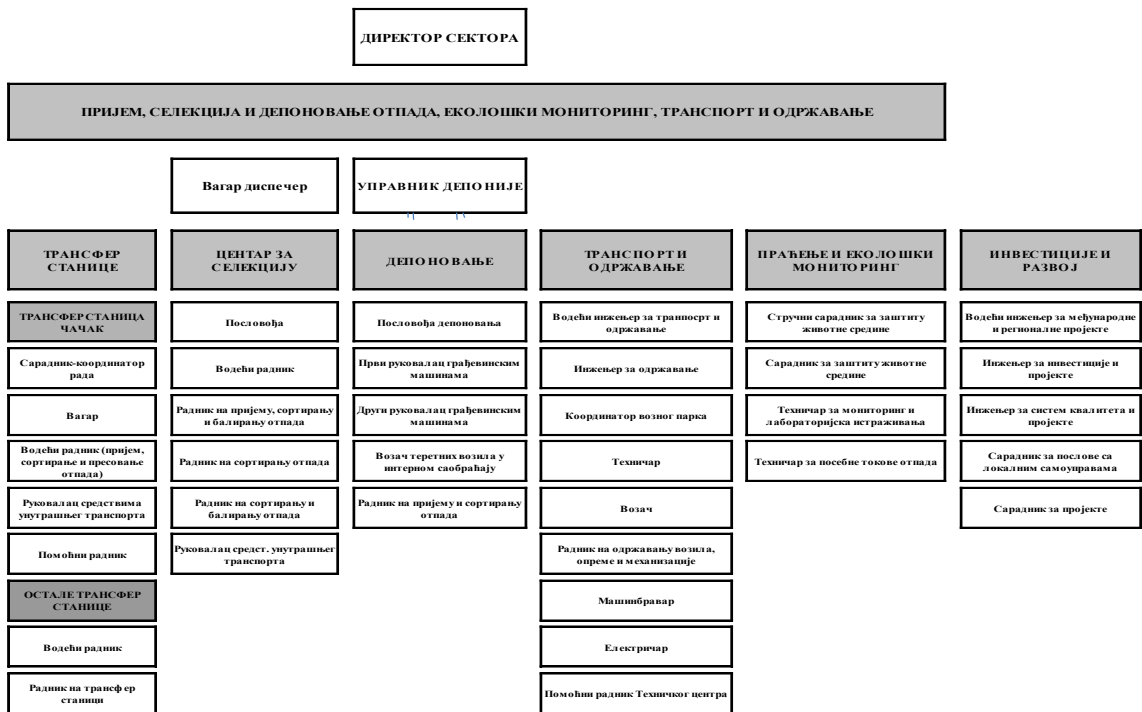 ДИРЕКТОР СЕКТОРА
ПРИЈЕМ, СЕЛЕКЦИЈА И ДЕПОНОВАЊЕ ОТПАДА, ЕКОЛОШКИ МОНИТОРИНГ, ТРАНСПОРТ И ОДРЖАВАЊЕ
Вагар диспечер
УПРАВНИК ДЕПОНИЈЕ
ТРАНСФЕР
СТАНИЦЕ
ТРАНСФЕР СТАНИЦА
ЧАЧАК
Сарадник-координатор
рада
Вагар
Водећи радник (пријем,
сортирање и пресовање
отпада)
Руковалац средствима
унутрашњег транспорта
Помоћни радник
ОСТАЛЕ ТРАНСФЕР
СТАНИЦЕ
Водећи радник
Радник на трансфер
станици
ЦЕНТАР ЗА
СЕЛЕКЦИЈУ
Пословођа
Водећи радник
Радник на пријему, сортирању
и балирању отпада
Радник на сортирању отпада
Радник на сортирању и
балирању отпада
Руковалац средст. унутрашњег
транспорта
ДЕПОНОВАЊЕ
Пословођа депоновања
Први руковалац грађевинским
машинама
Други руковалац грађевинским
машинама
Возач теретних возила у
интерном саобраћају
Радник на пријему и сортирању
отпада
ТРАНСПОРТ И
ОДРЖАВАЊЕ
Водећи инжењер за транпосрт и
одржавање
Инжењер за одржавање
Координатор возног парка
Техничар
Возач
Радник на одржавању возила,
опреме и механизације
Машинбравар
Електричар
Помоћни радник Техничког центра
ПРАЋЕЊЕ И ЕКОЛОШКИ
МОНИТОРИНГ
Стручни сарадник за заштиту
животне средине
Сарадник за заштиту животне
средине
Техничар за мониторинг и
лабораторијска истраживања
Техничар за посебне токове отпада
ИНВЕСТИЦИЈЕ И
РАЗВОЈ
Водећи инжењер за међународне
и регионалне пројекте
Инжењер за инвестиције и
пројекте
Инжењер за систем квалитета и
пројекте
Сарадник за послове са
локалним самоуправама
Сарадник за пројекте